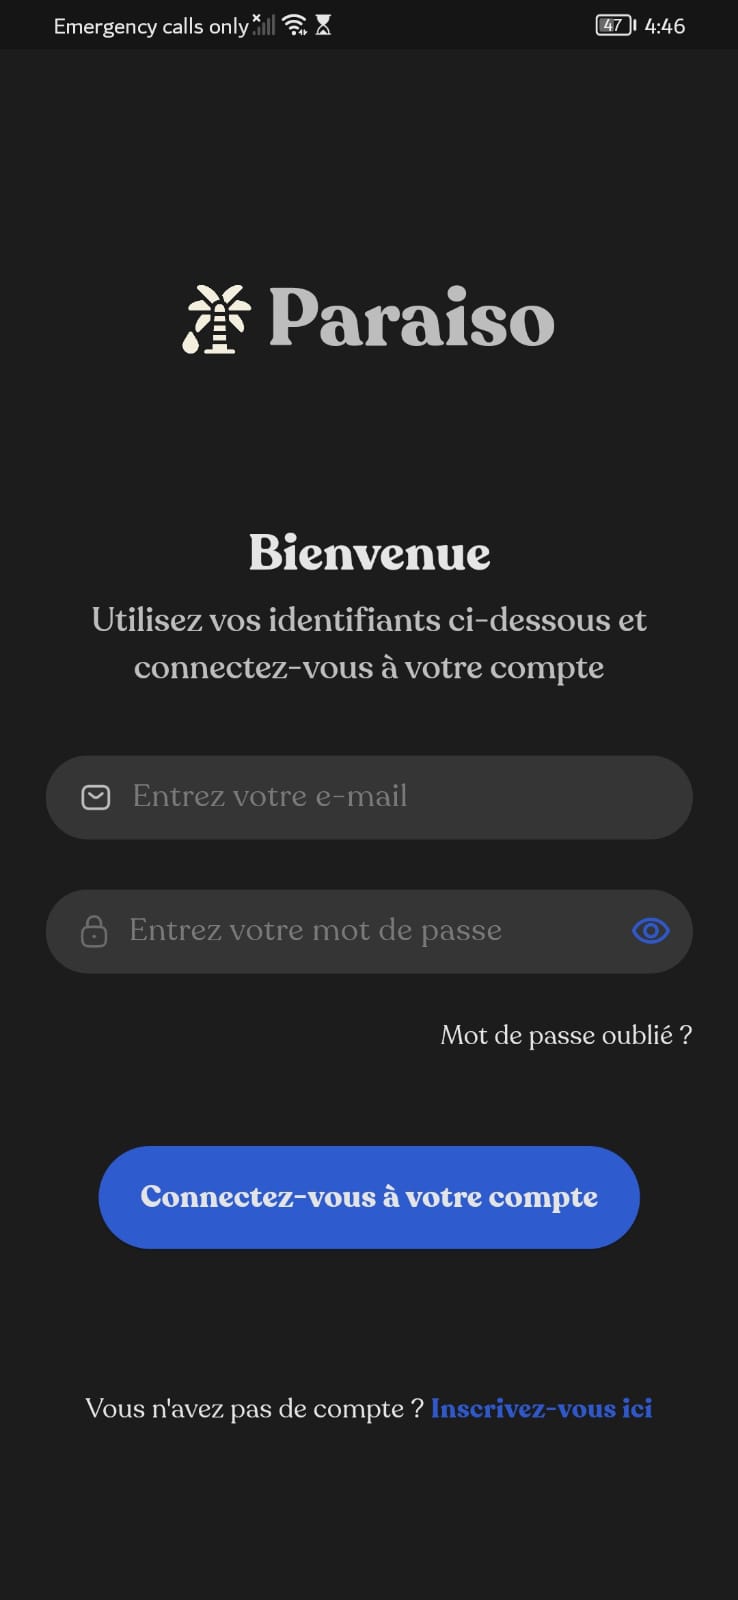 Emergency calls only 47 4:46
Paraiso
Bienvenue
Utilisez vos identifiants ci-dessous et
connectez-vous à votre compte
Entrez votre e-mail
Entrez votre mot de passe
Mot de passe oublié ?
Connectez-vous à votre compte
Vous n'avez pas de compte ? Inscrivez-vous ici